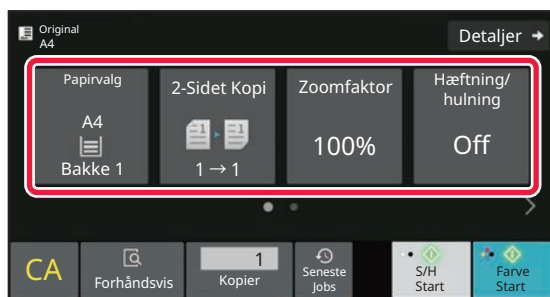 Original
A4
Detaljer
Papirvalg
A4
Bakke 1
2-Sidet Kopi
1 → 1
Zoomfaktor
100%
Hæftning/
hulning
Off
CA
Forhåndsvis
1
Kopier
Seneste
Jobs
S/H
Start
Farve
Start